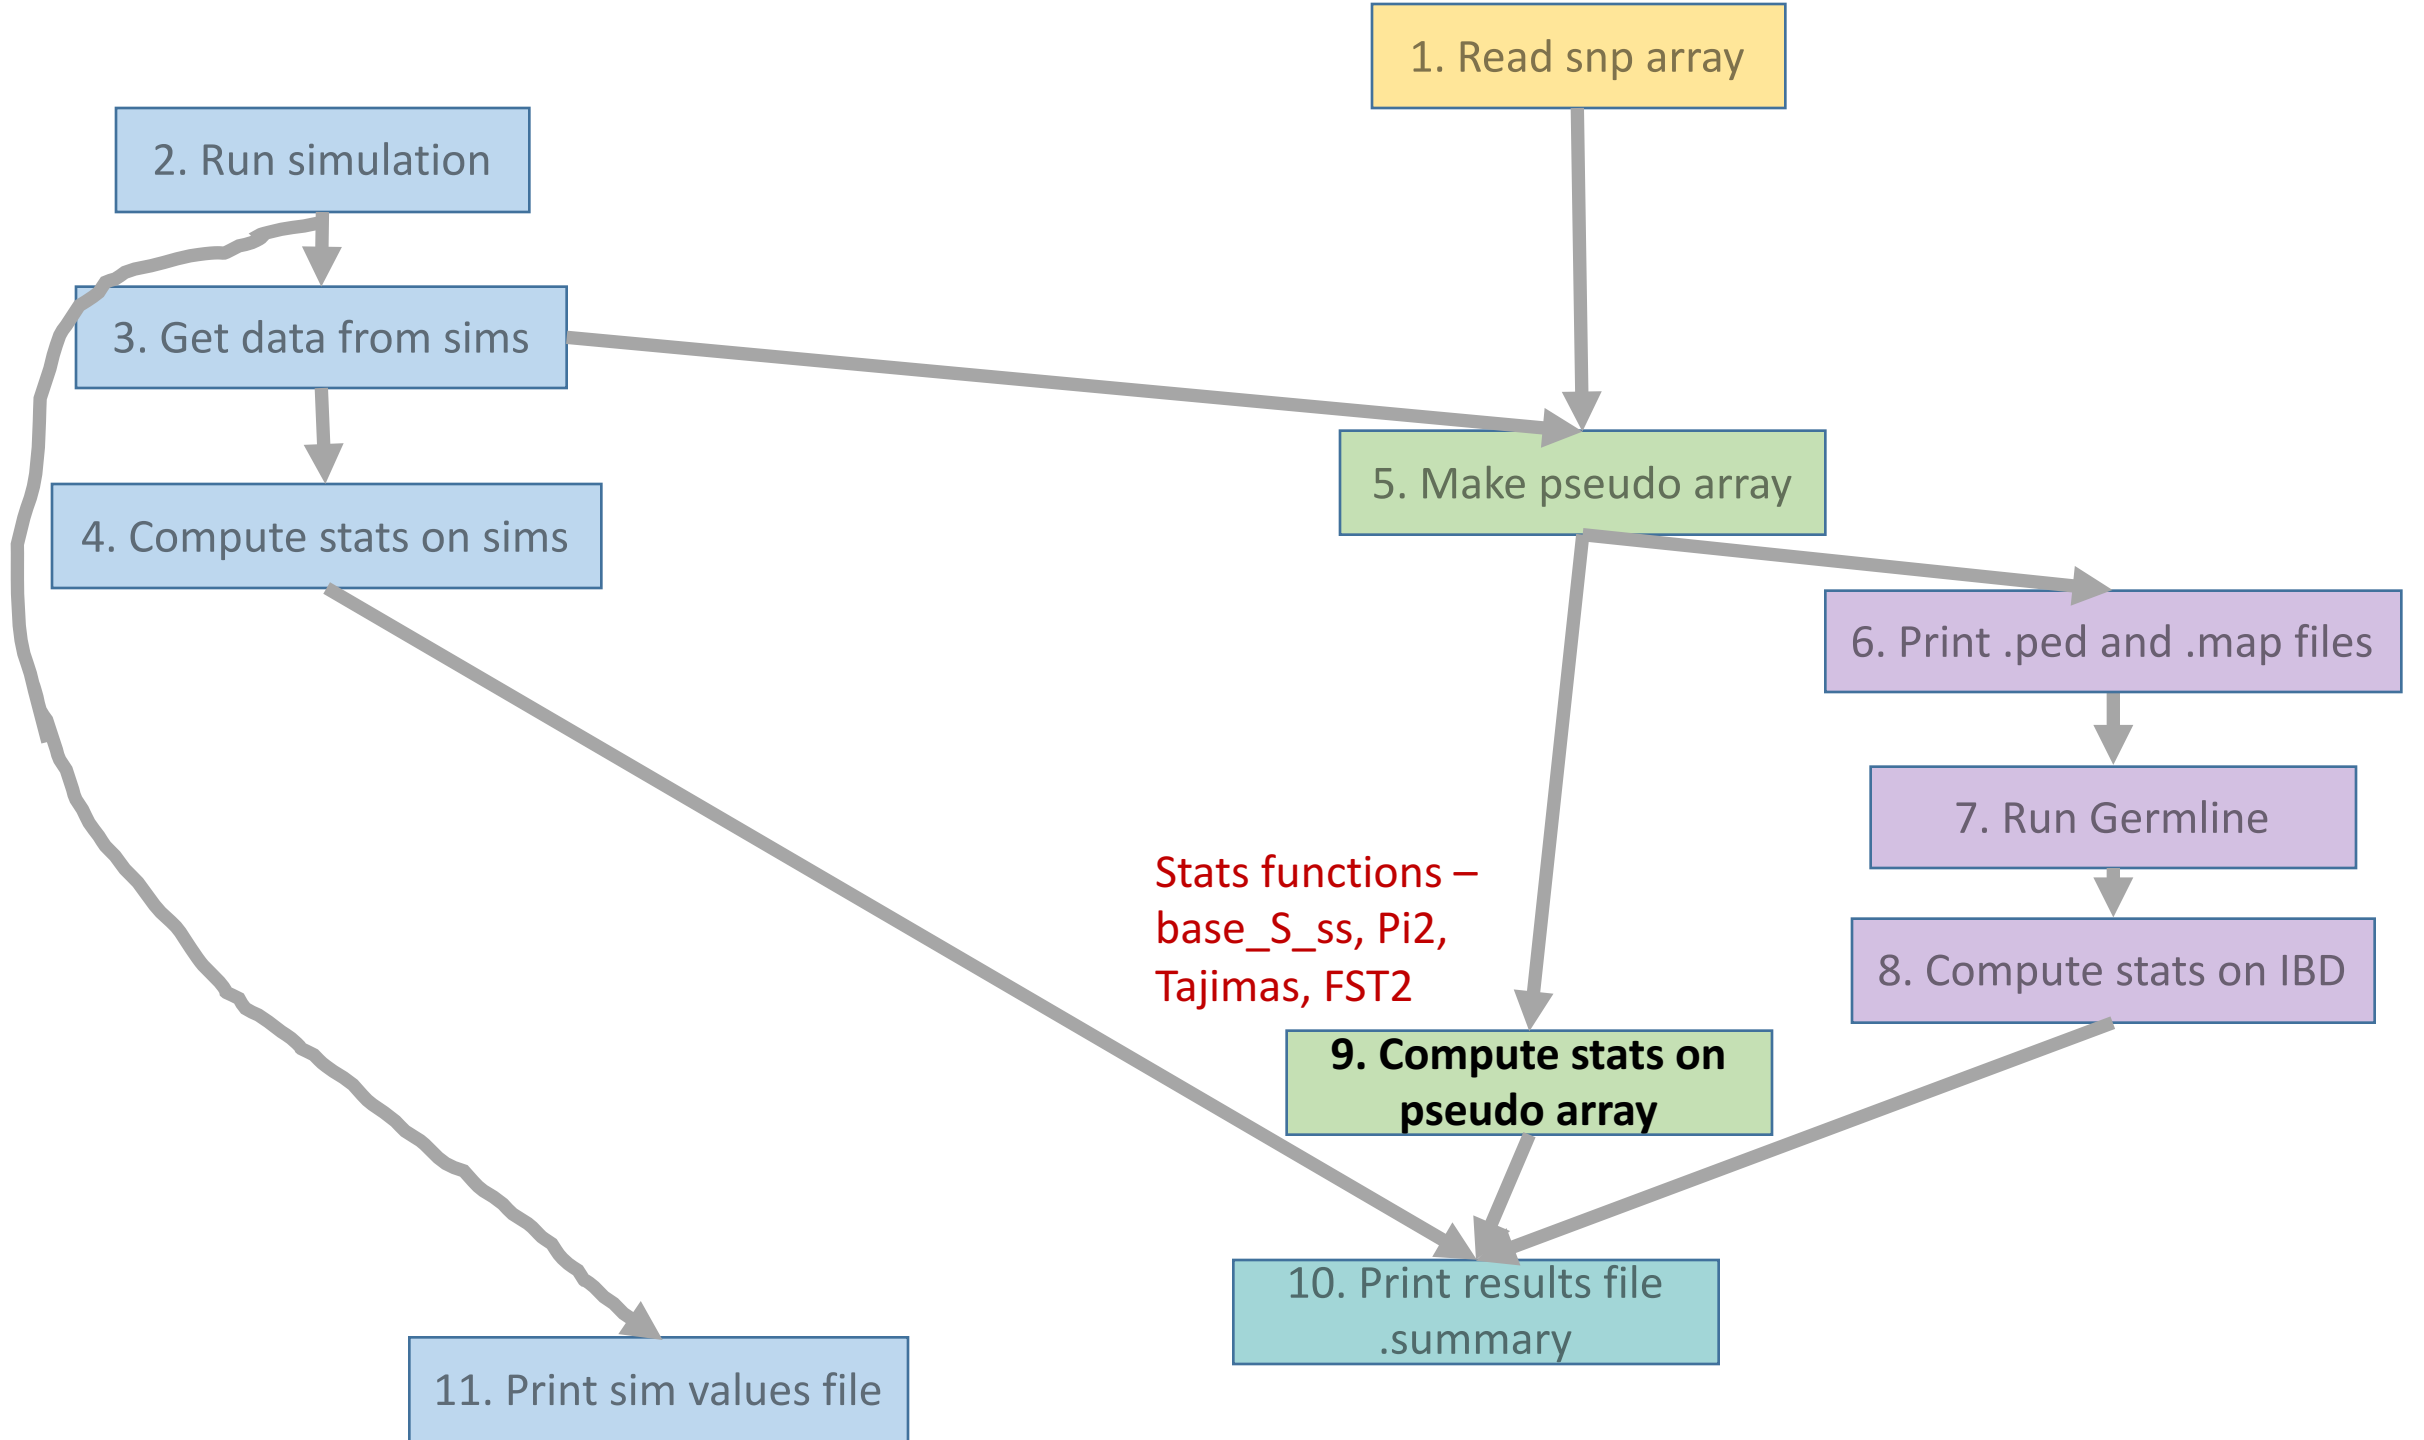 1. Read snp array
2. Run simulation
3. Get data from sims
4. Compute stats on sims
5. Make pseudo array
6. Print .ped and .map files
7. Run Germline
8. Compute stats on IBD
Stats functions –
base_S_ss, Pi2,
Tajimas, FST2
9. Compute stats on
pseudo array
10. Print results file
.summary
11. Print sim values file